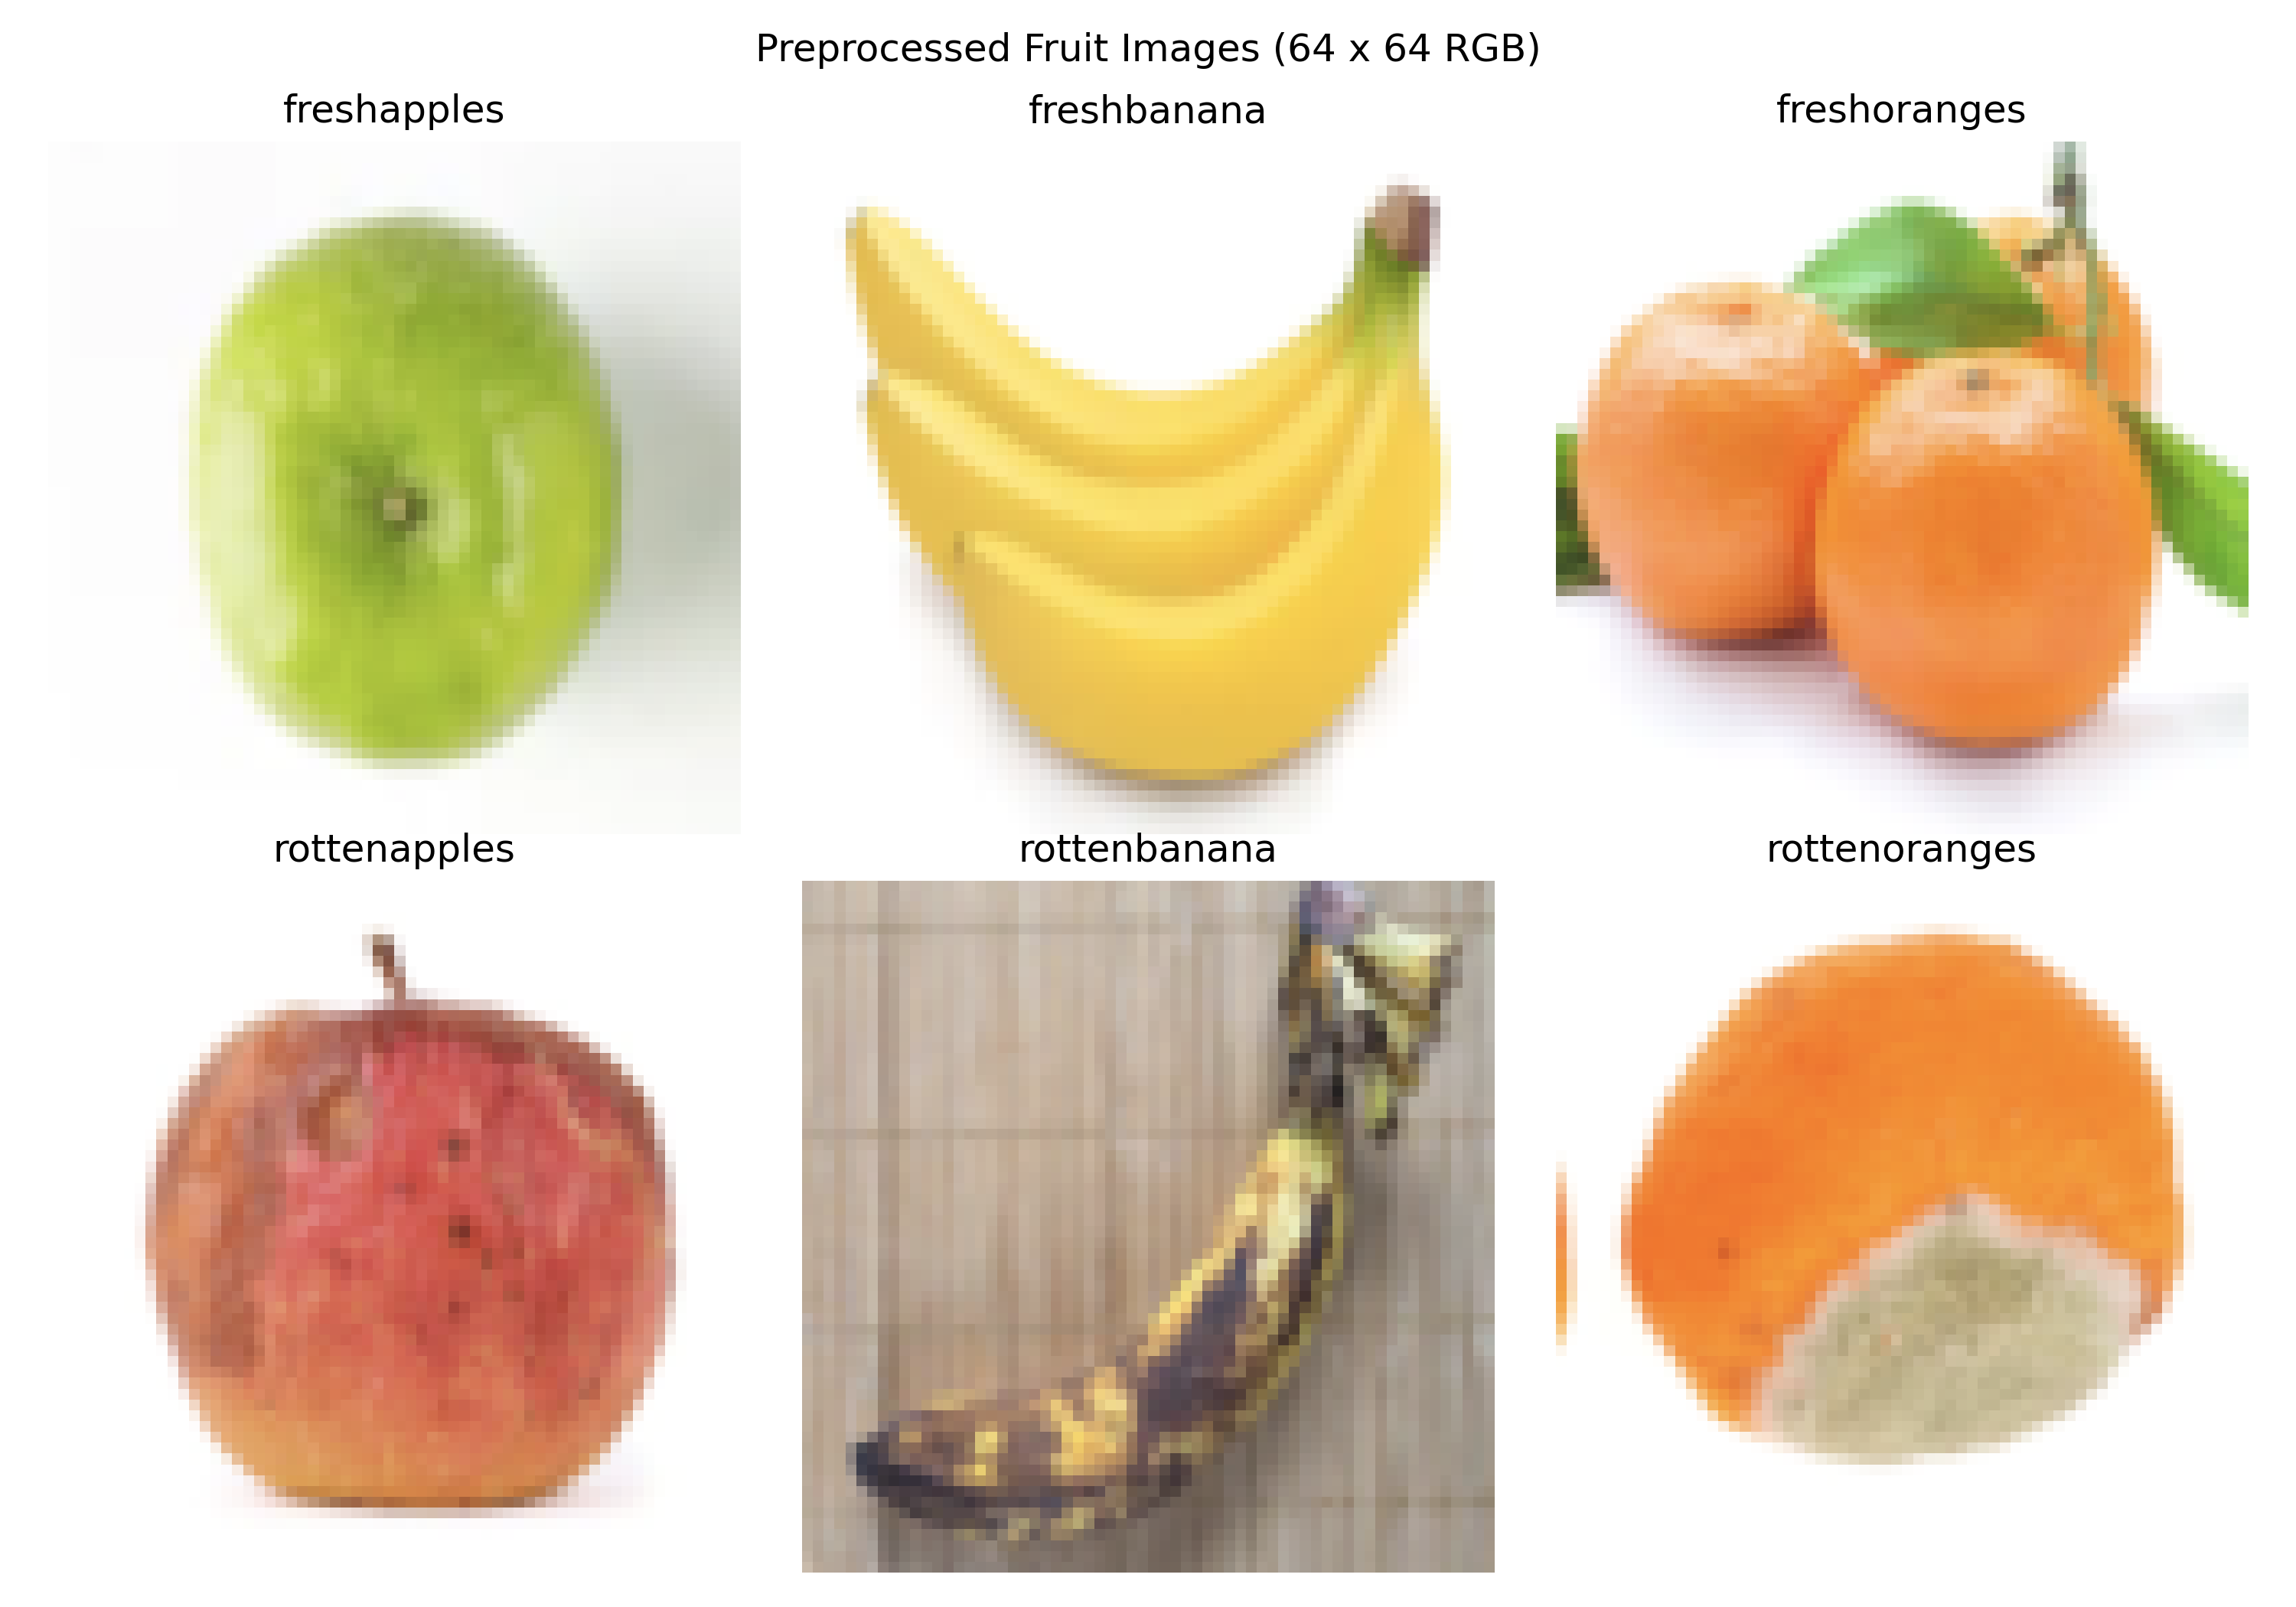 Preprocessed Fruit Images (64 x 64 RGB)
freshapples
freshbanana
freshoranges
rottenapples
rottenbanana
rottenoranges